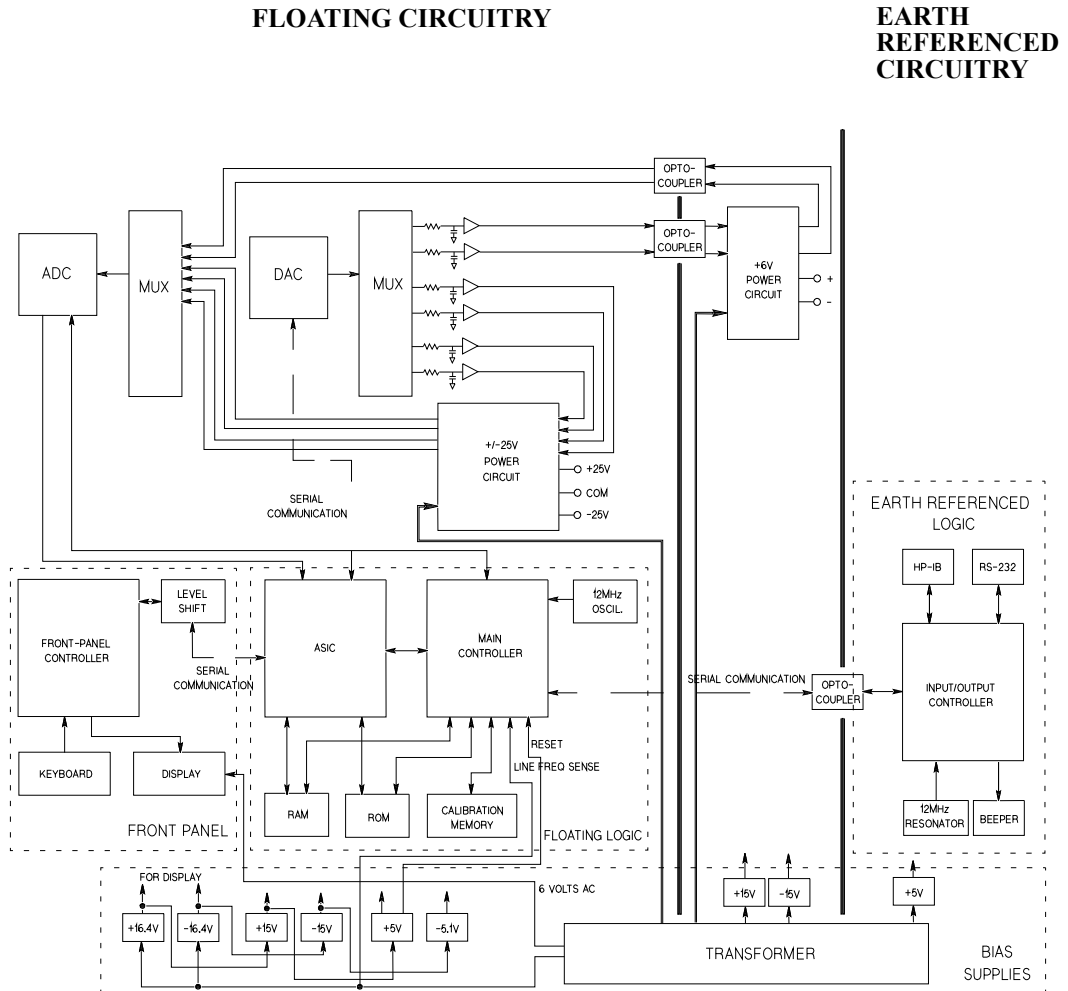 FLOATING CIRCUITRY
EARTH
REFERENCED
CIRCUITRY
OPTO-
COUPLER
OPTO-
COUPLER
ADC
MUX
DAC
MUX
+6V
POWER
CIRCUIT
+
-
+/-25V
POWER
CIRCUIT
+25V
COM
-25V
SERIAL
COMMUNICATION
EARTH REFERENCED
LOGIC
HP-IB
RS-232
LEVEL
SHIFT
12MHz
OSCIL.
FRONT-PANEL
CONTROLLER
ASIC
MAIN
CONTROLLER
SERIAL
COMMUNICATION
SERIAL COMMUNICATION
OPTO-
COUPLER
INPUT/OUTPUT
CONTROLLER
RESET
LINE FREQ SENSE
KEYBOARD
DISPLAY
RAM
ROM
CALIBRATION
MEMORY
12MHz
RESONATOR
BEEPER
FRONT PANEL
FLOATING LOGIC
FOR DISPLAY
6 VOLTS AC
+15V
-15V
+5V
+16.4V
-16.4V
+15V
-15V
+5V
-5.1V
TRANSFORMER
BIAS
SUPPLIES